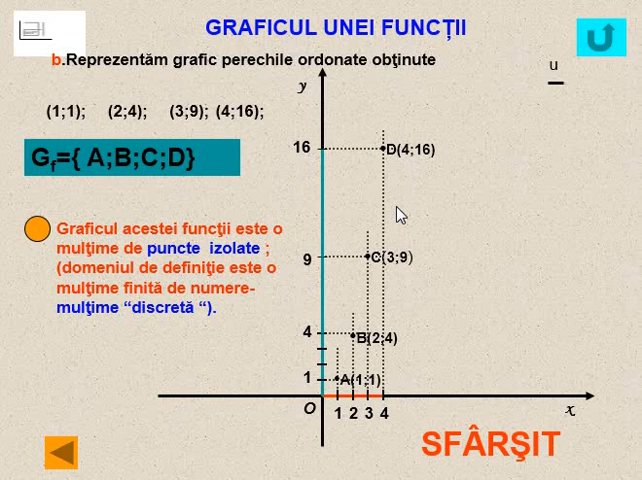 GRAFICUL UNEI FUNCȚII
b.Reprezentăm grafic perechile ordonate obţinute
u
y
(1;1); (2;4); (3;9); (4;16);
16
D(4;16)
Gf={ A;B;C;D}
Graficul acestei funcţii este o
mulţime de puncte izolate ;
(domeniul de definiţie este o
mulţime finită de numere-
mulţime “discretă “).
9
C(3;9)
4
B(2;4)
1
A(1;1)
O
1 2 3 4
x
SFÂRŞIT